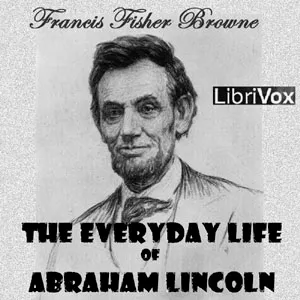 Francis Fisher Browne
LibriVox
THE EVERYDAY LIFE
OF
ABRAHAM LINCOLN